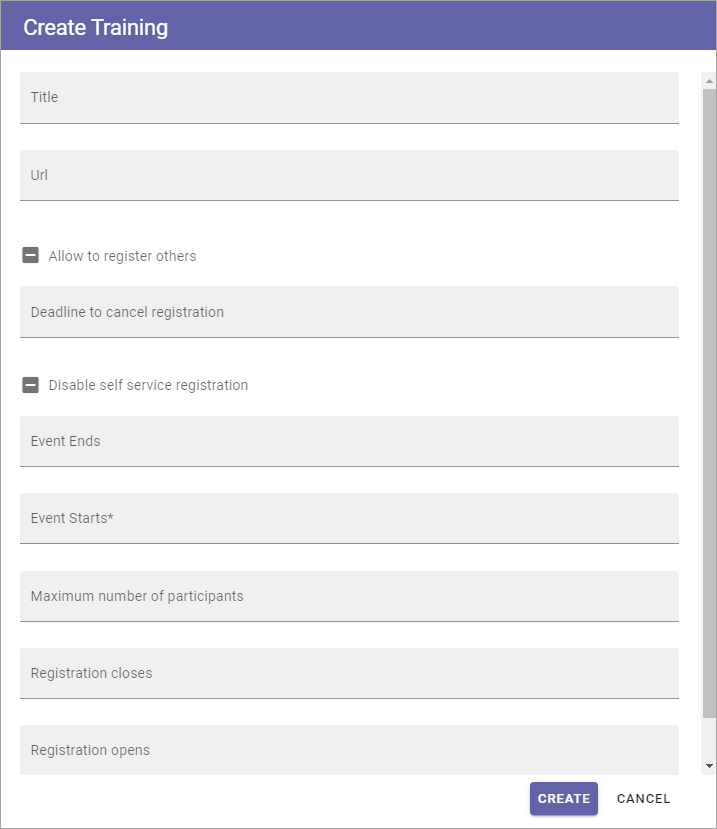 Create Training
Title
Url
Allow to register others
Deadline to cancel registration
Disable self service registration
Event Ends
Event Starts*
Maximum number of participants
Registration closes
Registration opens
CREATE CANCEL